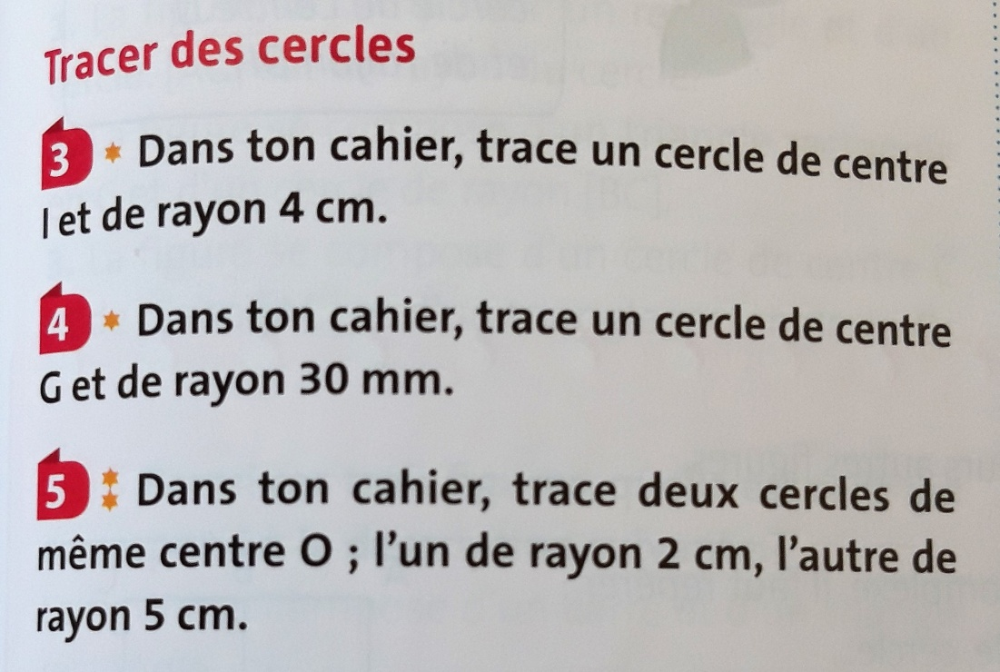 Tracer des cercles
3 * Dans ton cahier, trace un cercle de centre
I et de rayon 4 cm.
4 * Dans ton cahier, trace un cercle de centre
G et de rayon 30 mm.
5 ** Dans ton cahier, trace deux cercles de
même centre O ; l'un de rayon 2 cm, l'autre de
rayon 5 cm.